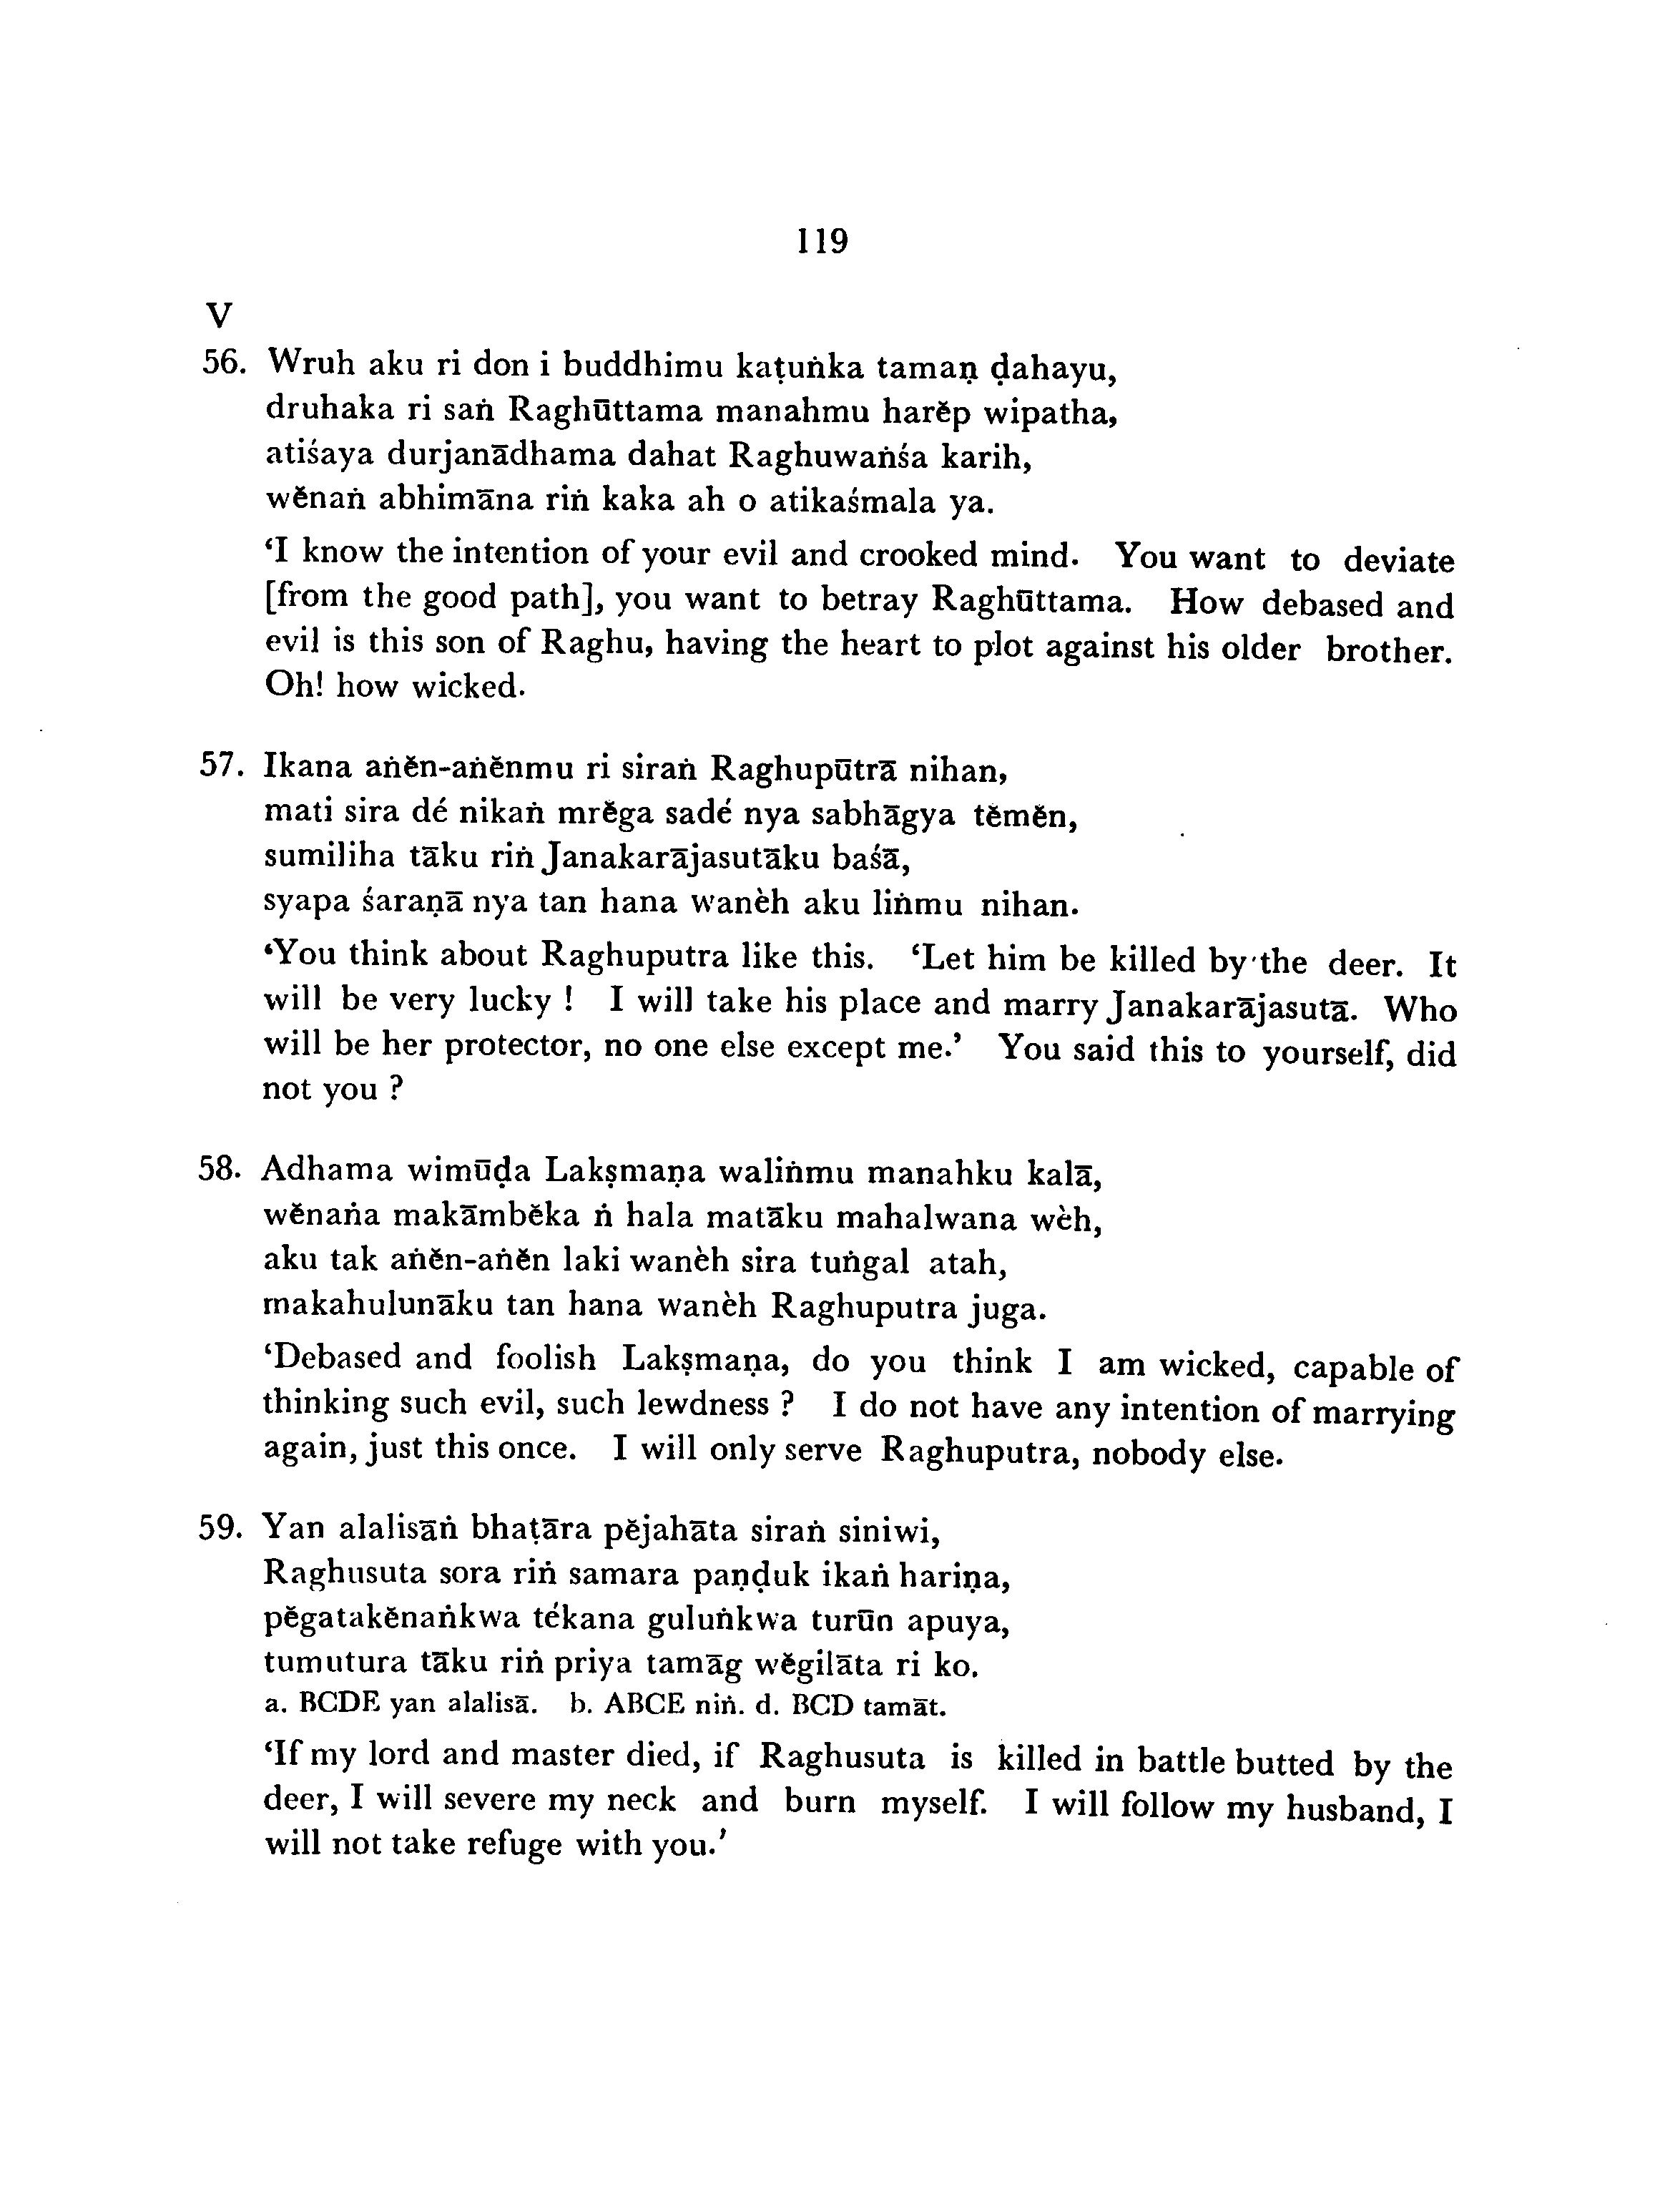 119
V
56. Wruh aku ri don i buddhimu kaṭuṅka tamaṇ ḍahayu,
druhaka ri saṅ Raghūttama manahmu harĕp wipatha,
atiśaya durjanādhama dahat Raghuwaṅśa karih,
wĕnaṅ abhimāna riṅ kaka ah o atikaśmala ya.
‘I know the intention of your evil and crooked mind. You want to deviate
[from the good path], you want to betray Raghūttama. How debased and
evil is this son of Raghu, having the heart to plot against his older brother.
Oh! how wicked.
57. Ikana aṅĕn-aṅĕnmu ri siraṅ Raghupūtrā nihan,
mati sira dé nikaṅ mrĕga sadé nya sabhāgya tĕmĕn,
sumiliha tāku riṅ Janakarājasutāku baśā,
syapa śaraṇā nya tan hana wanèh aku liṅmu nihan.
‘You think about Raghuputra like this. ‘Let him be killed by the deer. It
will be very lucky ! I will take his place and marry Janakarājasutā. Who
will be her protector, no one else except me.’ You said this to yourself, did
not you ?
58. Adhama wimūḍa Lakṣmaṇa waliṅmu manahku kalā,
wĕnaṅa makāmbĕka ṅ hala matāku mahalwana wèh,
aku tak aṅĕn-aṅĕn laki wanèh sira tuṅgal atah,
makahulunāku tan hana wanèh Raghuputra juga.
‘Debased and foolish Lakṣmaṇa, do you think I am wicked, capable of
thinking such evil, such lewdness ? I do not have any intention of marrying
again, just this once. I will only serve Raghuputra, nobody else.
59. Yan alalisāṅ bhaṭāra pĕjahāta siraṅ siniwi,
Raghusuta sora riṅ samara paṇḍuk ikaṅ hariṇa,
pĕgatakĕnaṅkwa tékana guluṅkwa turūn apuya,
tumutura tāku riṅ priya tamāg wĕgilāta ri ko.
a. BCDE yan alalisā. b. ABCE niṅ. d. BCD tamāt.
‘If my lord and master died, if Raghusuta is killed in battle butted by the
deer, I will severe my neck and burn myself. I will follow my husband, I
will not take refuge with you.’